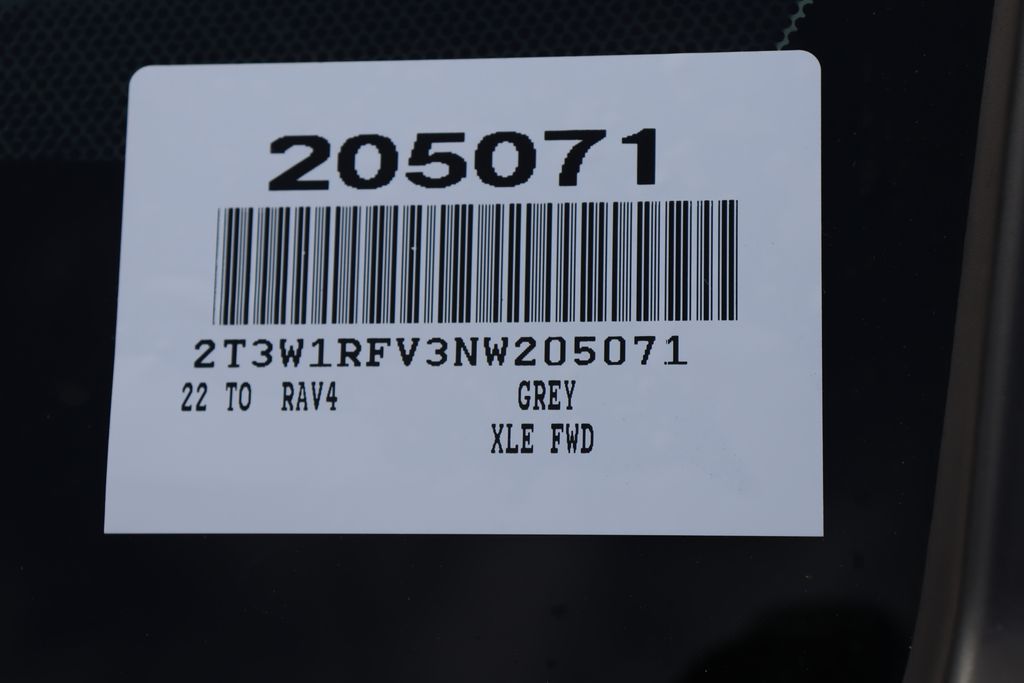 205071
2T3W1RFV3NW205071
22 TO RAV4 GREY
XLE FWD